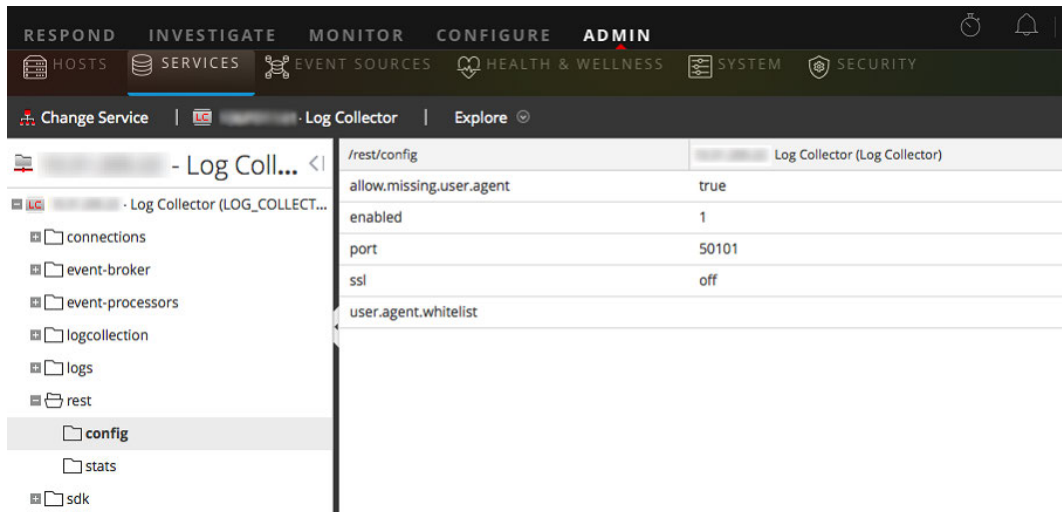 RESPOND INVESTIGATE MONITOR CONFIGURE ADMIN
HOSTS SERVICES EVENT SOURCES HEALTH & WELLNESS SYSTEM SECURITY
Change Service | LC · Log Collector | Explore
- Log Coll...
/rest/config Log Collector (Log Collector)
LC · Log Collector (LOG_COLLECT...
allow.missing.user.agent true
enabled 1
connections
port 50101
event-broker
ssl off
event-processors
user.agent.whitelist
logcollection
logs
rest
config
stats
sdk